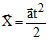 Ẍ = āt²/2